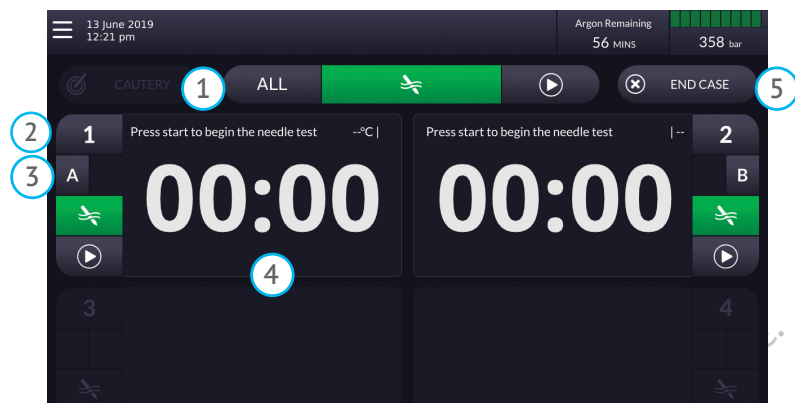 13 June 2019
12:21 pm
Argon Remaining
56 MINS
358 bar
CAUTERY
1
ALL
END CASE
5
2
1
Press start to begin the needle test
--°C |
Press start to begin the needle test
| --
2
3
A
00:00
00:00
B
4
3
4